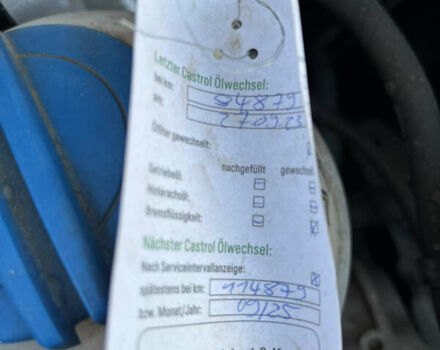 Letzter Castrol Ölwechsel:
bei km: 84879
am: 27.09.23
Ölfilter gewechselt:
nachgefüllt gewechselt
Getriebeöl:
Hinterachsöl:
Bremsflüssigkeit:
Nächster Castrol Ölwechsel:
Nach Serviceintervallanzeige:
spätestens bei km: 114879
bzw. Monat/Jahr: 09/25